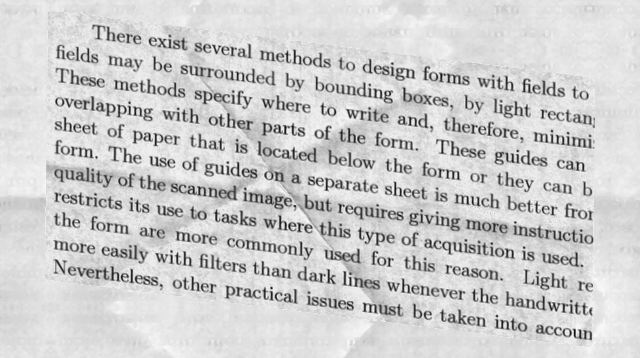 There exist several methods to design forms with fields to
fields may be surrounded by bounding boxes, by light rectan
These methods specify where to write and, therefore, minimi
overlapping with other parts of the form. These guides can
sheet of paper that is located below the form or they can b
form. The use of guides on a separate sheet is much better fror
quality of the scanned image, but requires giving more instructio
restricts its use to tasks where this type of acquisition is used.
the form are more commonly used for this reason. Light re
more easily with filters than dark lines whenever the handwritte
Nevertheless, other practical issues must be taken into accoun